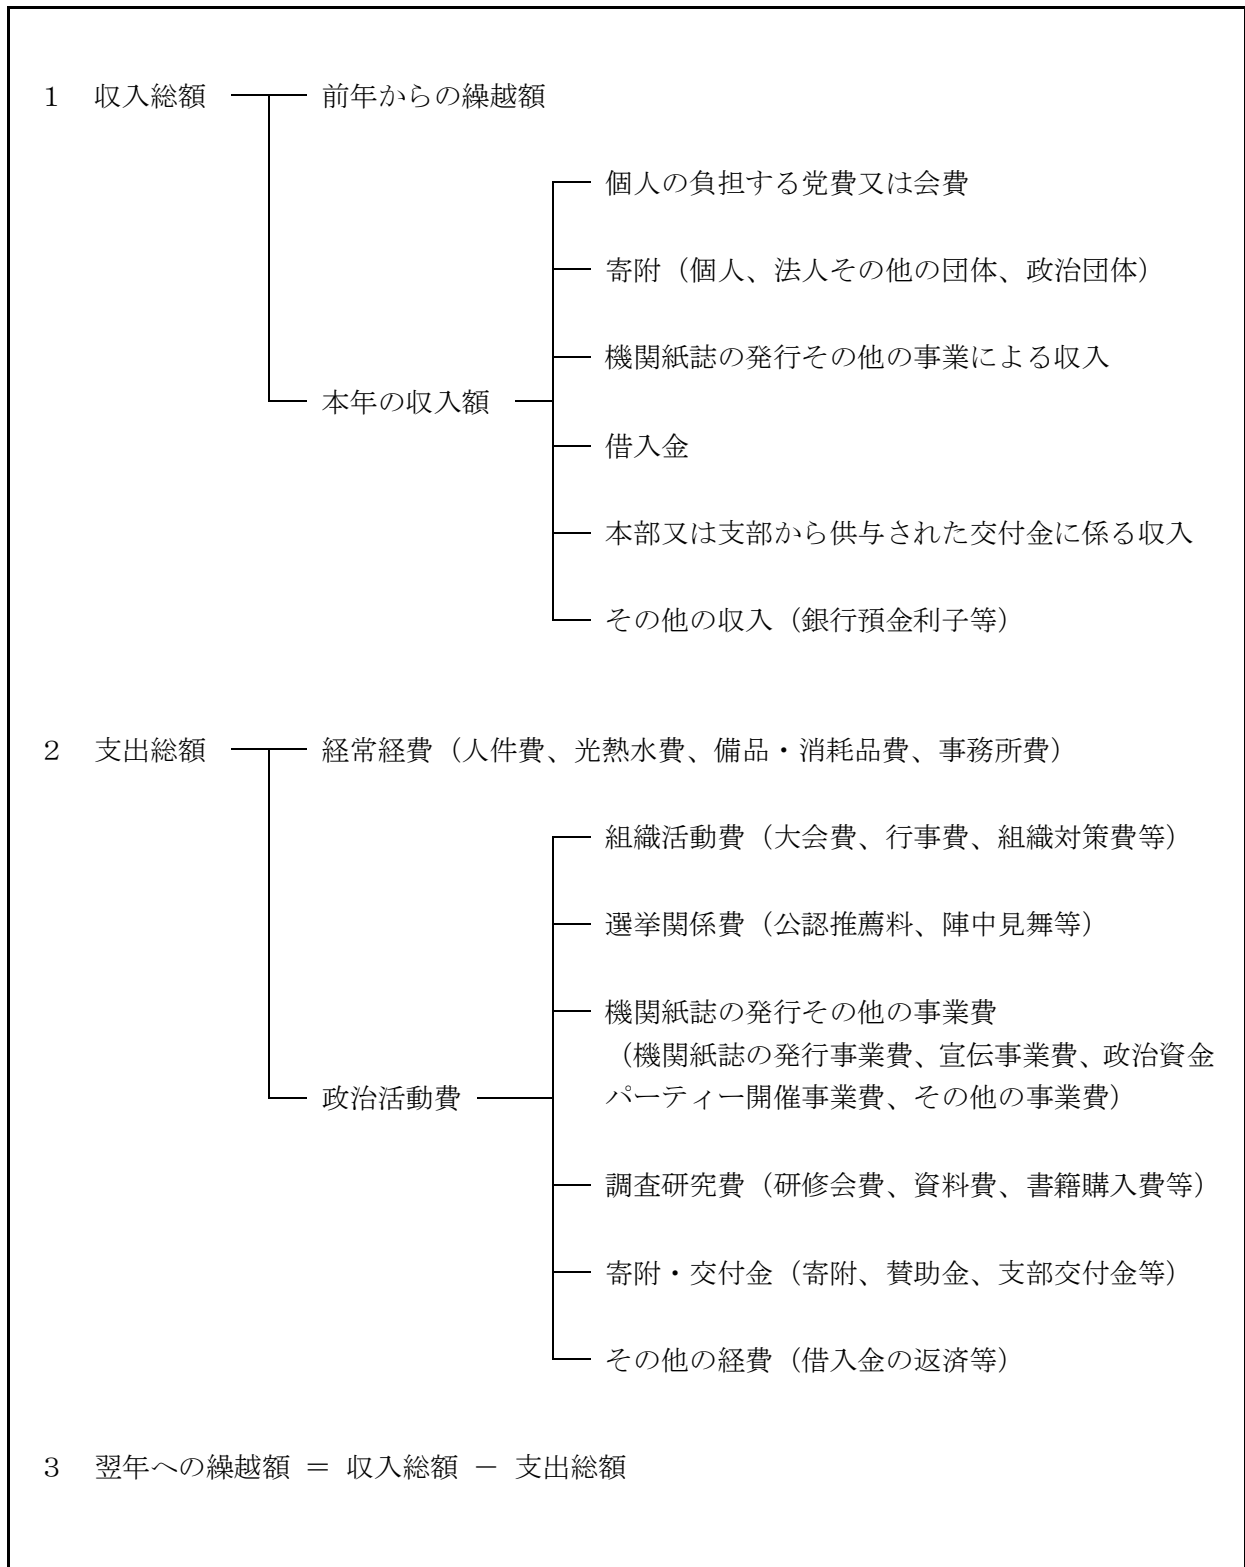 １　収入総額
前年からの繰越額
個人の負担する党費又は会費
寄附（個人、法人その他の団体、政治団体）
機関紙誌の発行その他の事業による収入
本年の収入額
借入金
本部又は支部から供与された交付金に係る収入
その他の収入（銀行預金利子等）
２　支出総額
経常経費（人件費、光熱水費、備品・消耗品費、事務所費）
組織活動費（大会費、行事費、組織対策費等）
選挙関係費（公認推薦料、陣中見舞等）
機関紙誌の発行その他の事業費
（機関紙誌の発行事業費、宣伝事業費、政治資金
パーティー開催事業費、その他の事業費）
政治活動費
調査研究費（研修会費、資料費、書籍購入費等）
寄附・交付金（寄附、賛助金、支部交付金等）
その他の経費（借入金の返済等）
３　翌年への繰越額 ＝ 収入総額 － 支出総額